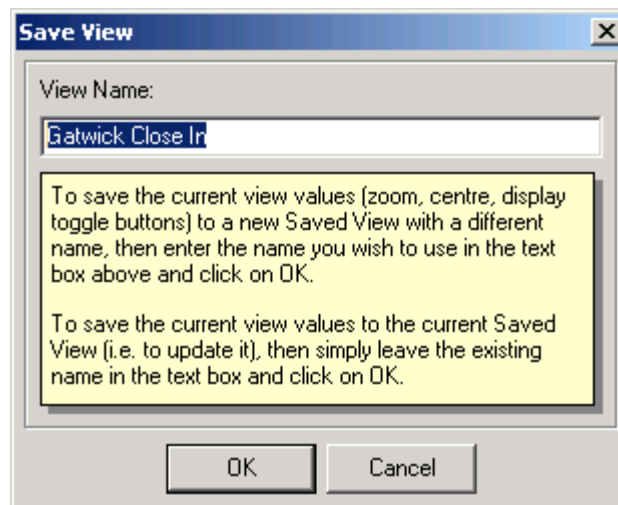 Save View
View Name:
Gatwick Close In
To save the current view values (zoom, centre, display
toggle buttons) to a new Saved View with a different
name, then enter the name you wish to use in the text
box above and click on OK.
To save the current view values to the current Saved
View (i.e. to update it), then simply leave the existing
name in the text box and click on OK.
OK
Cancel